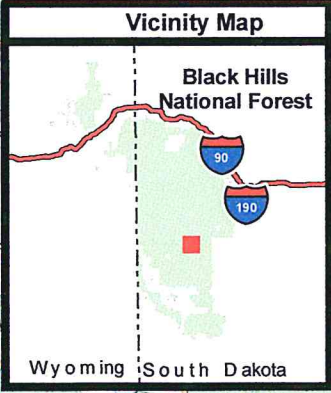 Vicinity Map
Black Hills
National Forest
90
190
Wyoming South Dakota